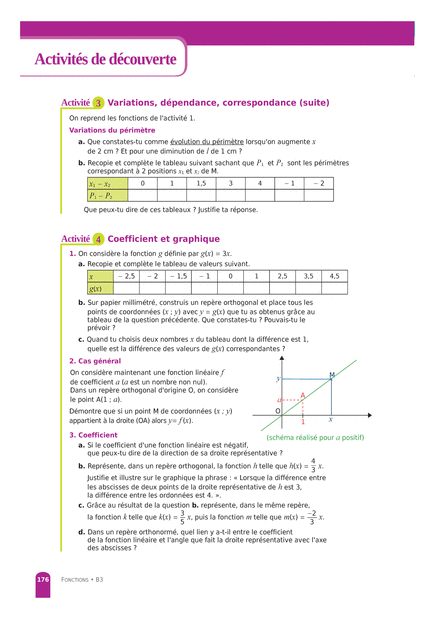 Activités de découverte
Activité 3 Variations, dépendance, correspondance (suite)
On reprend les fonctions de l'activité 1.
Variations du périmètre
a. Que constates-tu comme évolution du périmètre lorsqu'on augmente x
de 2 cm ? Et pour une diminution de l de 1 cm ?
b. Recopie et complète le tableau suivant sachant que P₁ et P₂ sont les périmètres
correspondant à 2 positions x₁ et x₂ de M.
x₁ − x₂ 0 1 1,5 3 4 − 1 − 2
P₁ − P₂
Que peux-tu dire de ces tableaux ? Justifie ta réponse.
Activité 4 Coefficient et graphique
1. On considère la fonction g définie par g(x) = 3x.
a. Recopie et complète le tableau de valeurs suivant.
x − 2,5 − 2 − 1,5 − 1 0 1 2,5 3,5 4,5
g(x)
b. Sur papier millimétré, construis un repère orthogonal et place tous les
points de coordonnées (x ; y) avec y = g(x) que tu as obtenus grâce au
tableau de la question précédente. Que constates-tu ? Pouvais-tu le
prévoir ?
c. Quand tu choisis deux nombres x du tableau dont la différence est 1,
quelle est la différence des valeurs de g(x) correspondantes ?
2. Cas général
On considère maintenant une fonction linéaire f
de coefficient a (a est un nombre non nul).
Dans un repère orthogonal d'origine O, on considère
le point A(1 ; a).
Démontre que si un point M de coordonnées (x ; y)
appartient à la droite (OA) alors y= f (x).
y M
a A
O 1 x
(schéma réalisé pour a positif)
3. Coefficient
a. Si le coefficient d'une fonction linéaire est négatif,
que peux-tu dire de la direction de sa droite représentative ?
b. Représente, dans un repère orthogonal, la fonction h telle que h(x) = 4/3 x.
Justifie et illustre sur le graphique la phrase : « Lorsque la différence entre
les abscisses de deux points de la droite représentative de h est 3,
la différence entre les ordonnées est 4. ».
c. Grâce au résultat de la question b. représente, dans le même repère,
la fonction k telle que k(x) = 3/5 x, puis la fonction m telle que m(x) = −2/3 x.
d. Dans un repère orthonormé, quel lien y a-t-il entre le coefficient
de la fonction linéaire et l'angle que fait la droite représentative avec l'axe
des abscisses ?
176 FONCTIONS • B3